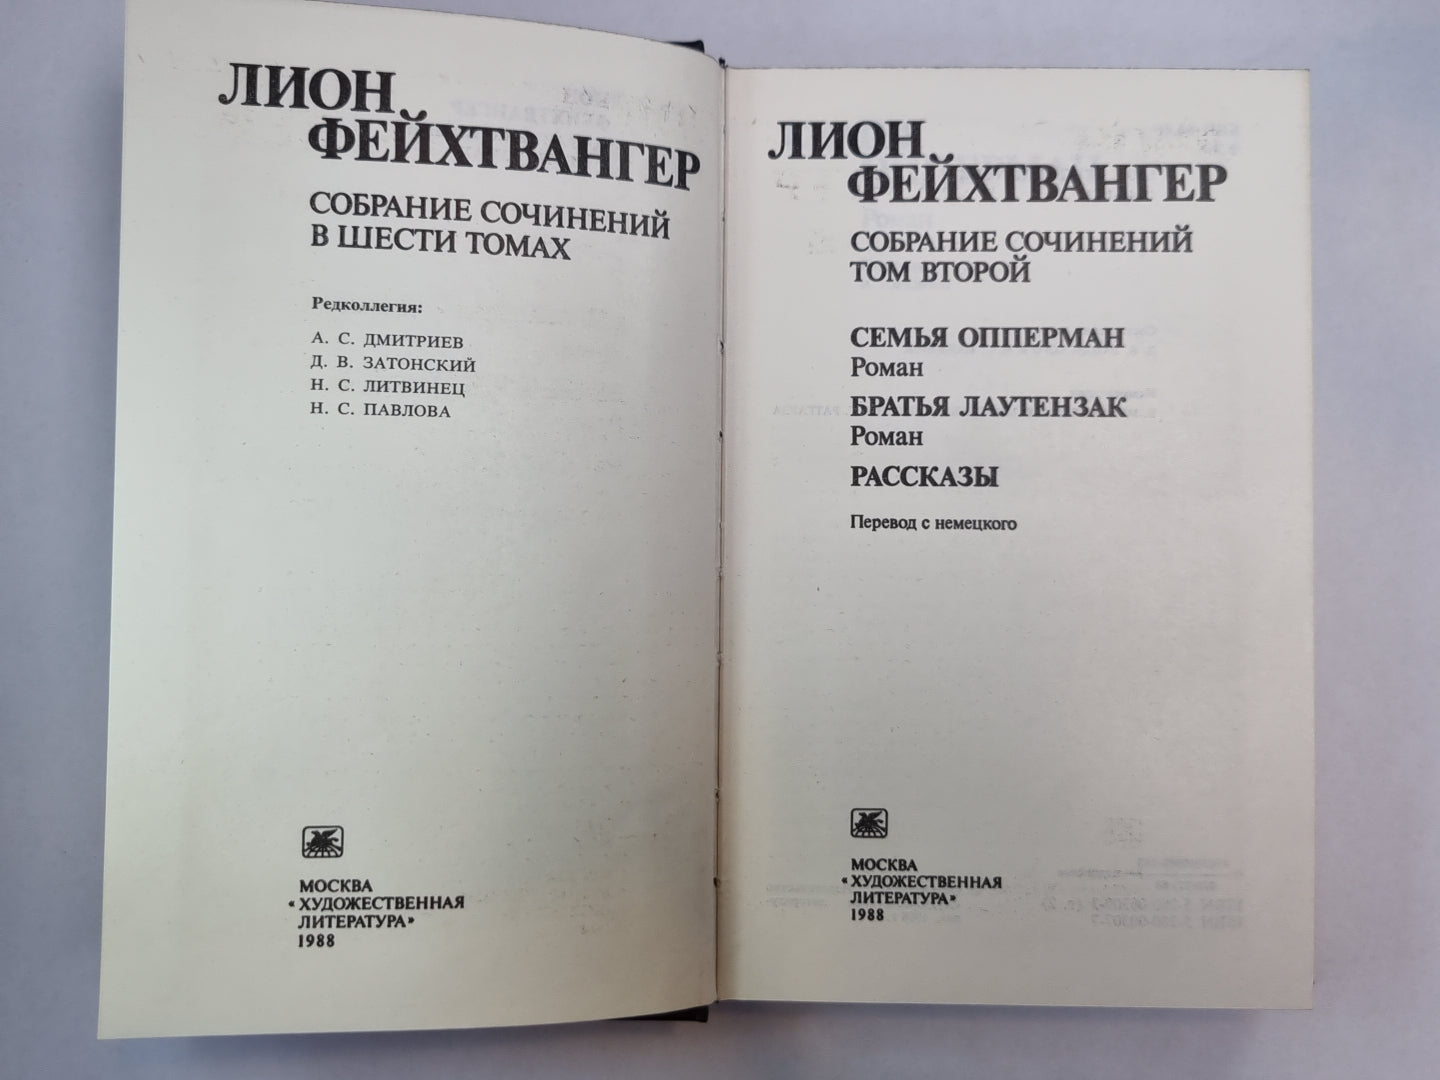 ЛИОН
ФЕЙХТВАНГЕР
СОБРАНИЕ СОЧИНЕНИЙ
В ШЕСТИ ТОМАХ
Редколлегия:
А. С. ДМИТРИЕВ
Д. В. ЗАТОНСКИЙ
Н. С. ЛИТВИНЕЦ
Н. С. ПАВЛОВА
МОСКВА
«ХУДОЖЕСТВЕННАЯ
ЛИТЕРАТУРА»
1988
ЛИОН
ФЕЙХТВАНГЕР
СОБРАНИЕ СОЧИНЕНИЙ
ТОМ ВТОРОЙ
СЕМЬЯ ОППЕРМАН
Роман
БРАТЬЯ ЛАУТЕНЗАК
Роман
РАССКАЗЫ
Перевод с немецкого
МОСКВА
«ХУДОЖЕСТВЕННАЯ
ЛИТЕРАТУРА»
1988